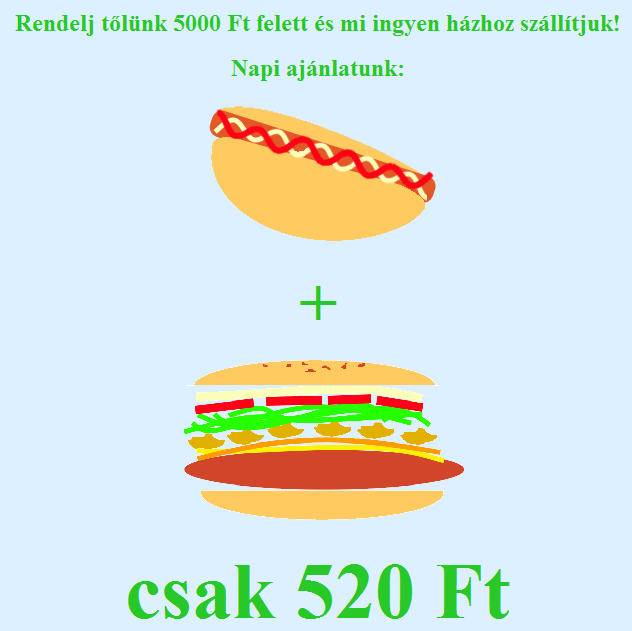 Rendelj tőlünk 5000 Ft felett és mi ingyen házhoz szállítjuk!
Napi ajánlatunk:
+
csak 520 Ft